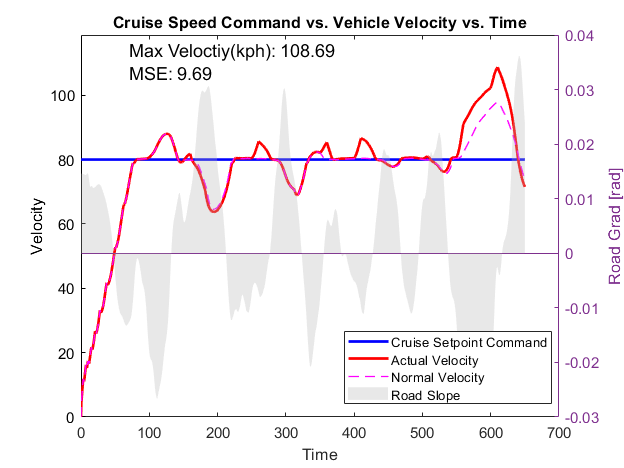 Cruise Speed Command vs. Vehicle Velocity vs. Time
Max Veloctiy(kph): 108.69
MSE: 9.69
Velocity
100
80
60
40
20
0
0.04
0.03
0.02
0.01
0
-0.01
-0.02
-0.03
Road Grad [rad]
Cruise Setpoint Command
Actual Velocity
Normal Velocity
Road Slope
0 100 200 300 400 500 600 700
Time